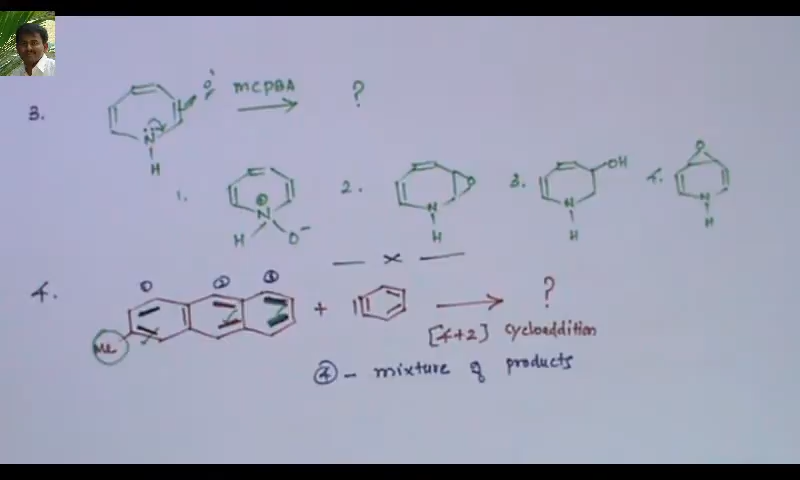 3.
N
H
O
MCPBA
?
1.
N
⊕
H
O⁻
2.
O
N
H
3.
OH
N
H
4.
O
N
H
— × —
4.
① ② ③
Me
+
?
[4+2] cycloaddition
④ - mixture of products